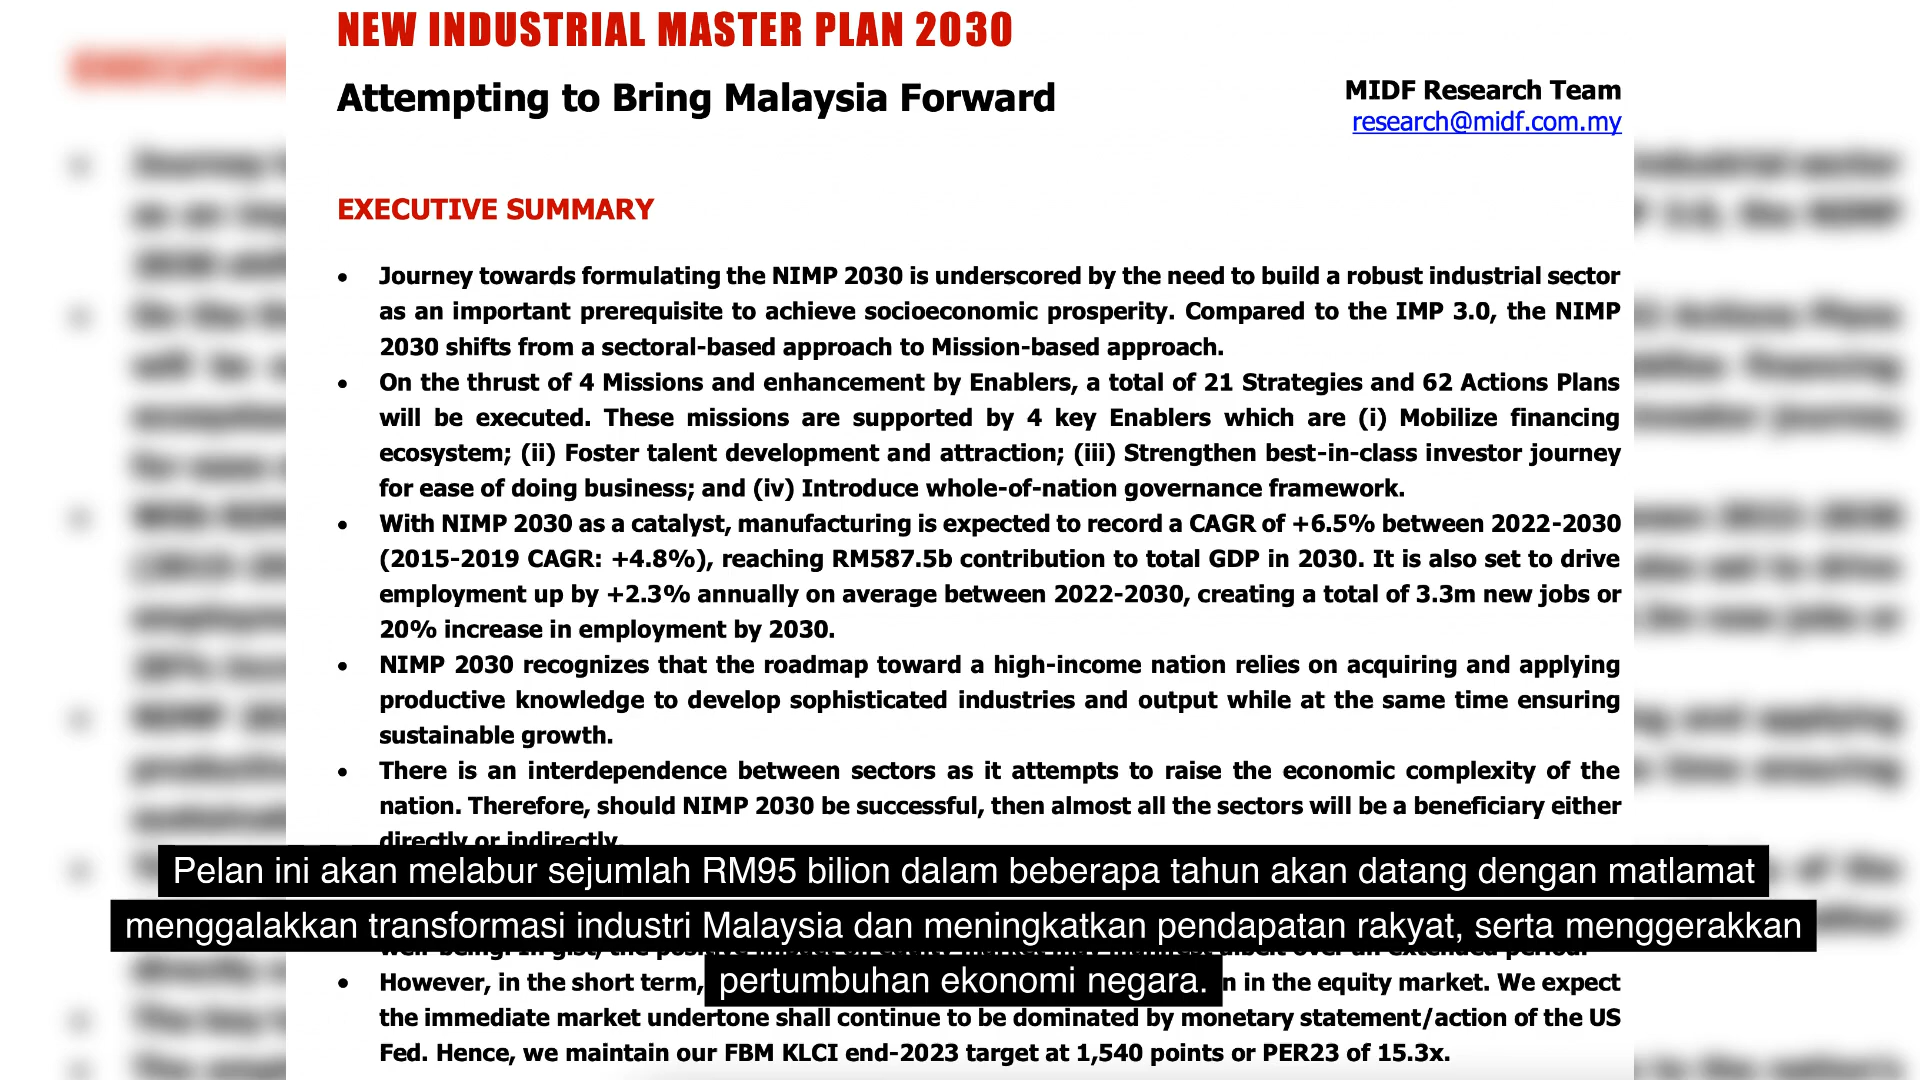 NEW INDUSTRIAL MASTER PLAN 2030
Attempting to Bring Malaysia Forward
MIDF Research Team
research@midf.com.my
EXECUTIVE SUMMARY
• Journey towards formulating the NIMP 2030 is underscored by the need to build a robust industrial sector
as an important prerequisite to achieve socioeconomic prosperity. Compared to the IMP 3.0, the NIMP
2030 shifts from a sectoral-based approach to Mission-based approach.
• On the thrust of 4 Missions and enhancement by Enablers, a total of 21 Strategies and 62 Actions Plans
will be executed. These missions are supported by 4 key Enablers which are (i) Mobilize financing
ecosystem; (ii) Foster talent development and attraction; (iii) Strengthen best-in-class investor journey
for ease of doing business; and (iv) Introduce whole-of-nation governance framework.
• With NIMP 2030 as a catalyst, manufacturing is expected to record a CAGR of +6.5% between 2022-2030
(2015-2019 CAGR: +4.8%), reaching RM587.5b contribution to total GDP in 2030. It is also set to drive
employment up by +2.3% annually on average between 2022-2030, creating a total of 3.3m new jobs or
20% increase in employment by 2030.
• NIMP 2030 recognizes that the roadmap toward a high-income nation relies on acquiring and applying
productive knowledge to develop sophisticated industries and output while at the same time ensuring
sustainable growth.
• There is an interdependence between sectors as it attempts to raise the economic complexity of the
nation. Therefore, should NIMP 2030 be successful, then almost all the sectors will be a beneficiary either
directly or indirectly.
Pelan ini akan melabur sejumlah RM95 bilion dalam beberapa tahun akan datang dengan matlamat
menggalakkan transformasi industri Malaysia dan meningkatkan pendapatan rakyat, serta menggerakkan
pertumbuhan ekonomi negara.
• However, in the short term, in the equity market. We expect
the immediate market undertone shall continue to be dominated by monetary statement/action of the US
Fed. Hence, we maintain our FBM KLCI end-2023 target at 1,540 points or PER23 of 15.3x.